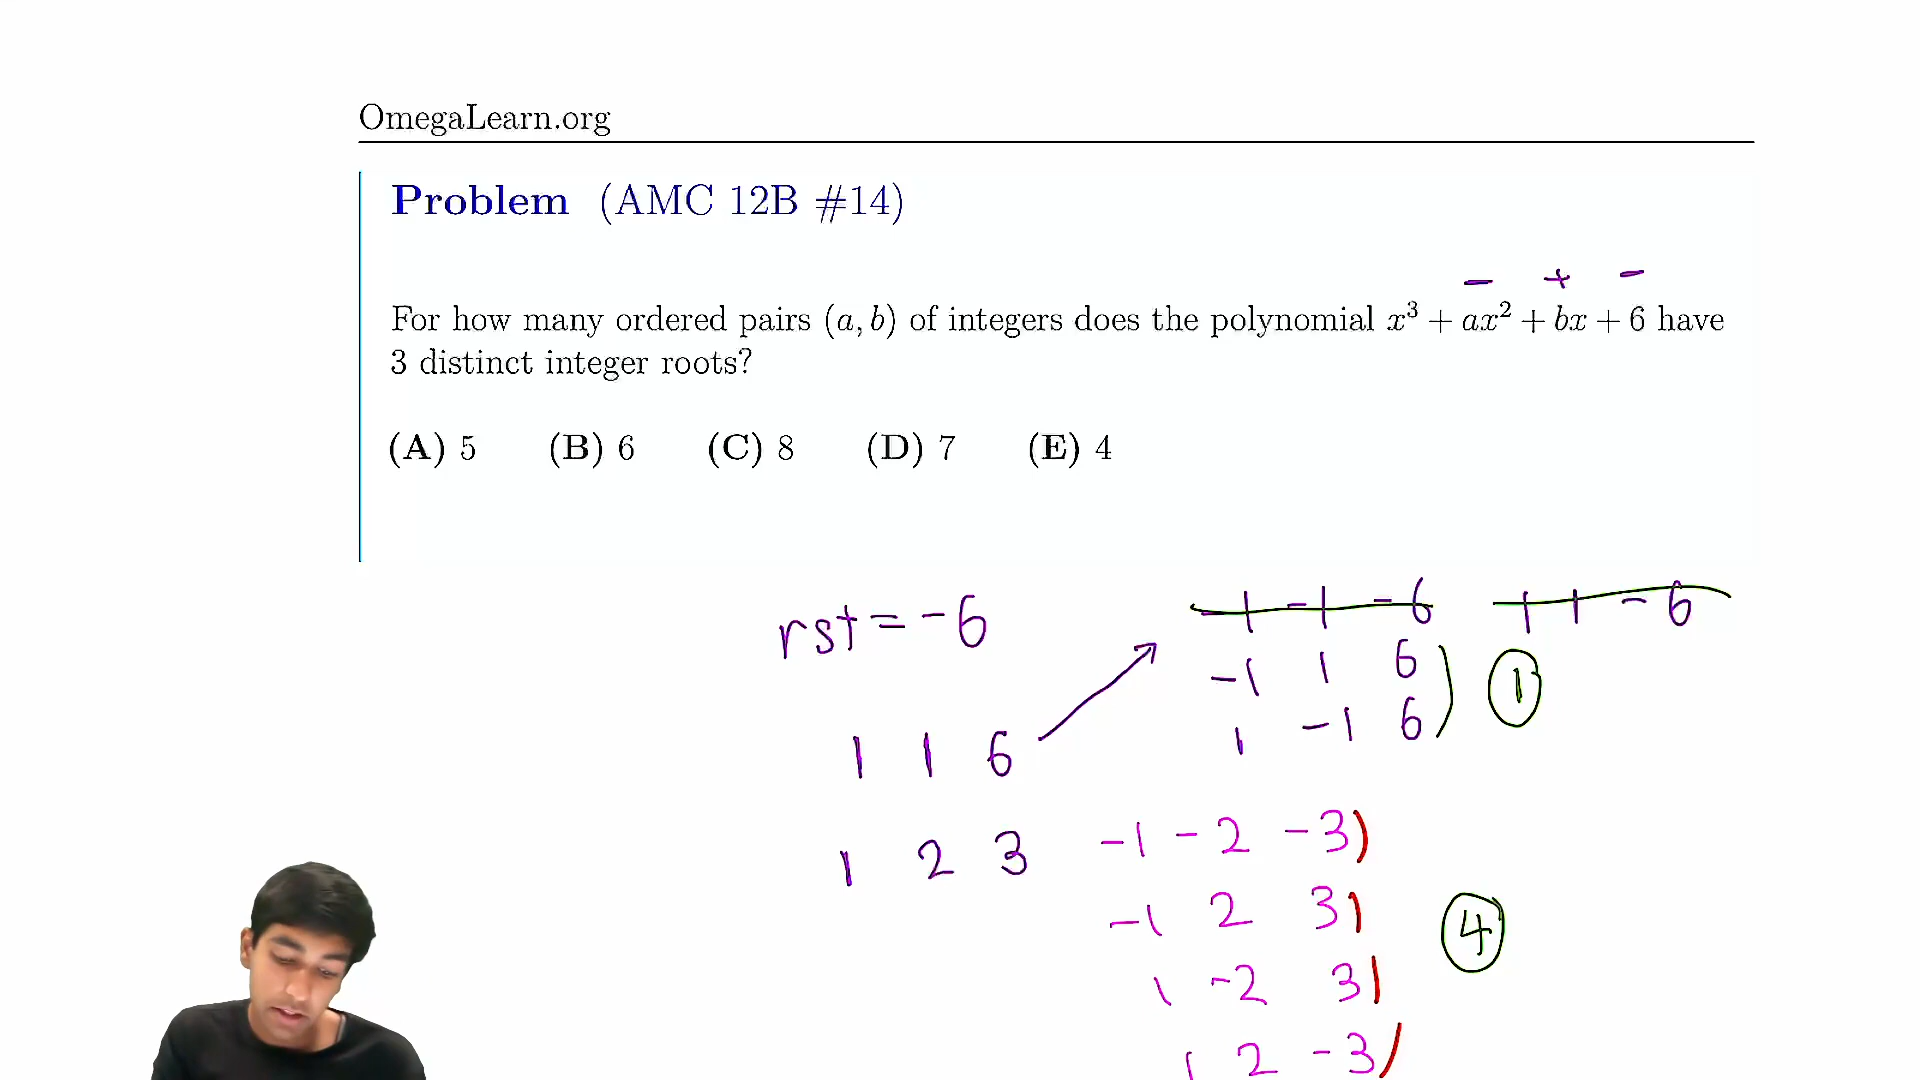 OmegaLearn.org
Problem (AMC 12B #14)
− + −
For how many ordered pairs (a, b) of integers does the polynomial x³ + ax² + bx + 6 have
3 distinct integer roots?
(A) 5 (B) 6 (C) 8 (D) 7 (E) 4
rst = -6
-1 -1 -6 1 1 -6
-1 1 6
1
1 -1 6
1 1 6
1 2 3
-1 -2 -3
-1 2 3
4
1 -2 3
1 2 -3